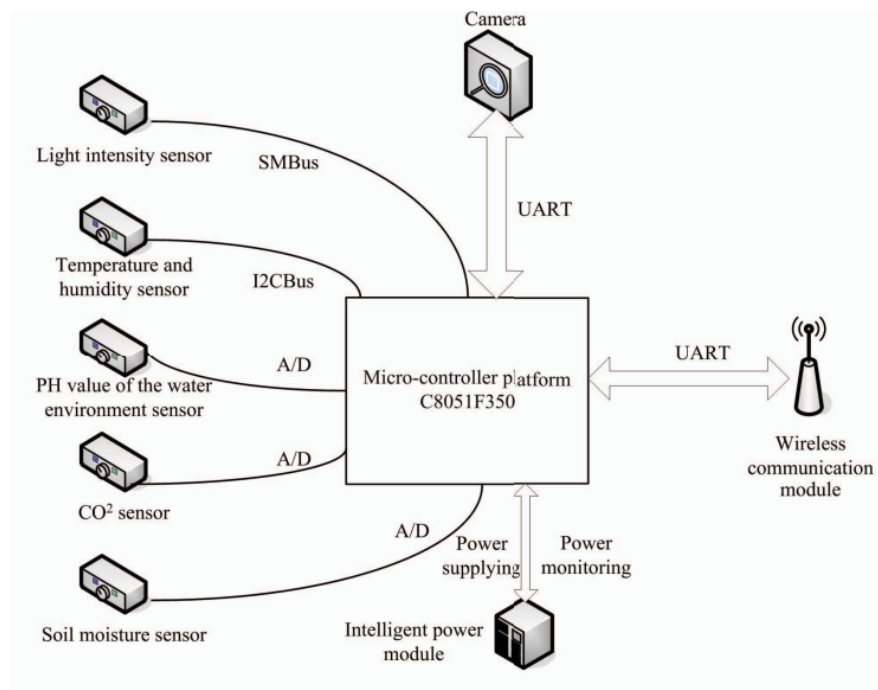 Camera
Light intensity sensor
SMBus
UART
Temperature and
humidity sensor
I2CBus
PH value of the water
environment sensor
A/D
Micro-controller platform
C8051F350
UART
Wireless
communication
module
CO² sensor
A/D
Soil moisture sensor
A/D
Power
supplying
Power
monitoring
Intelligent power
module